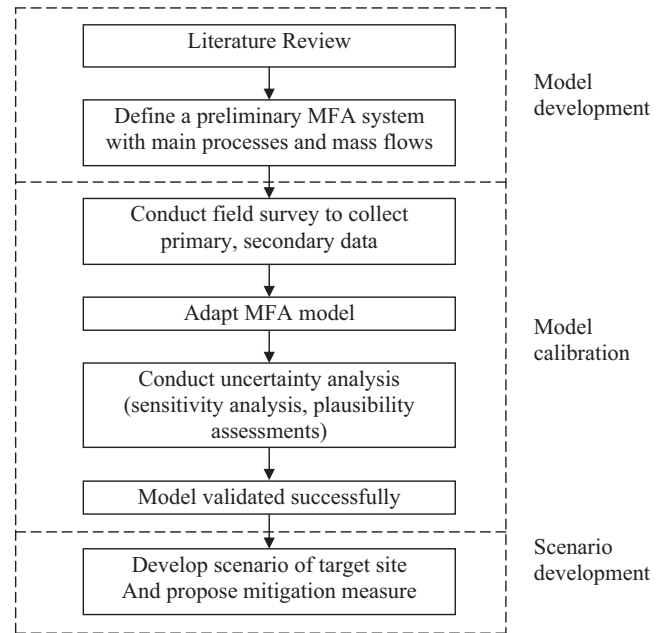 Literature Review
Define a preliminary MFA system
with main processes and mass flows
Model
development
Conduct field survey to collect
primary, secondary data
Adapt MFA model
Conduct uncertainty analysis
(sensitivity analysis, plausibility
assessments)
Model validated successfully
Model
calibration
Develop scenario of target site
And propose mitigation measure
Scenario
development